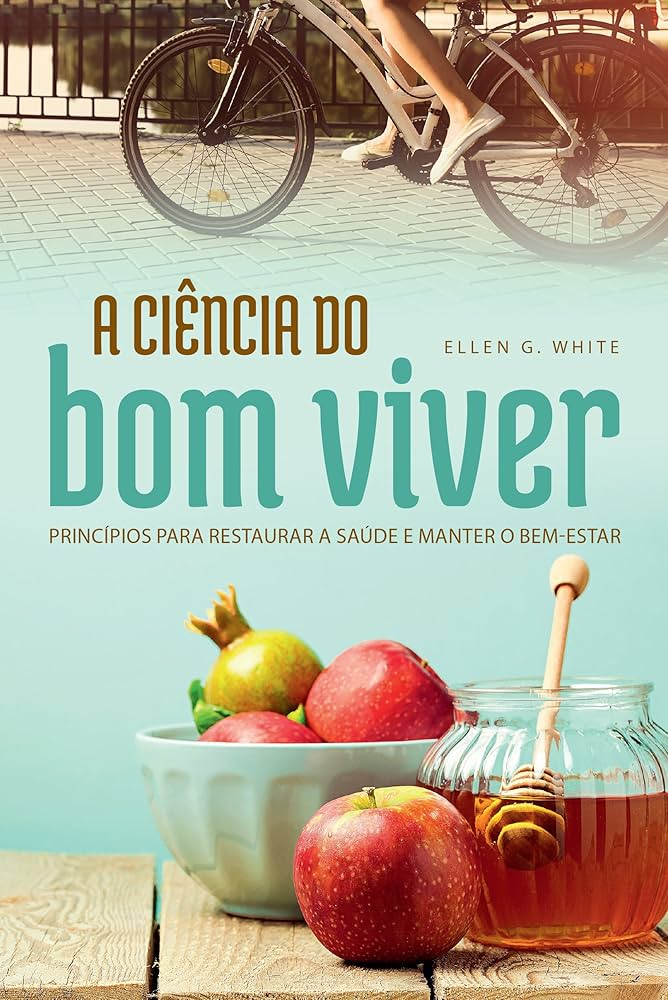 A CIÊNCIA DO
ELLEN G. WHITE
bom viver
PRINCÍPIOS PARA RESTAURAR A SAÚDE E MANTER O BEM-ESTAR